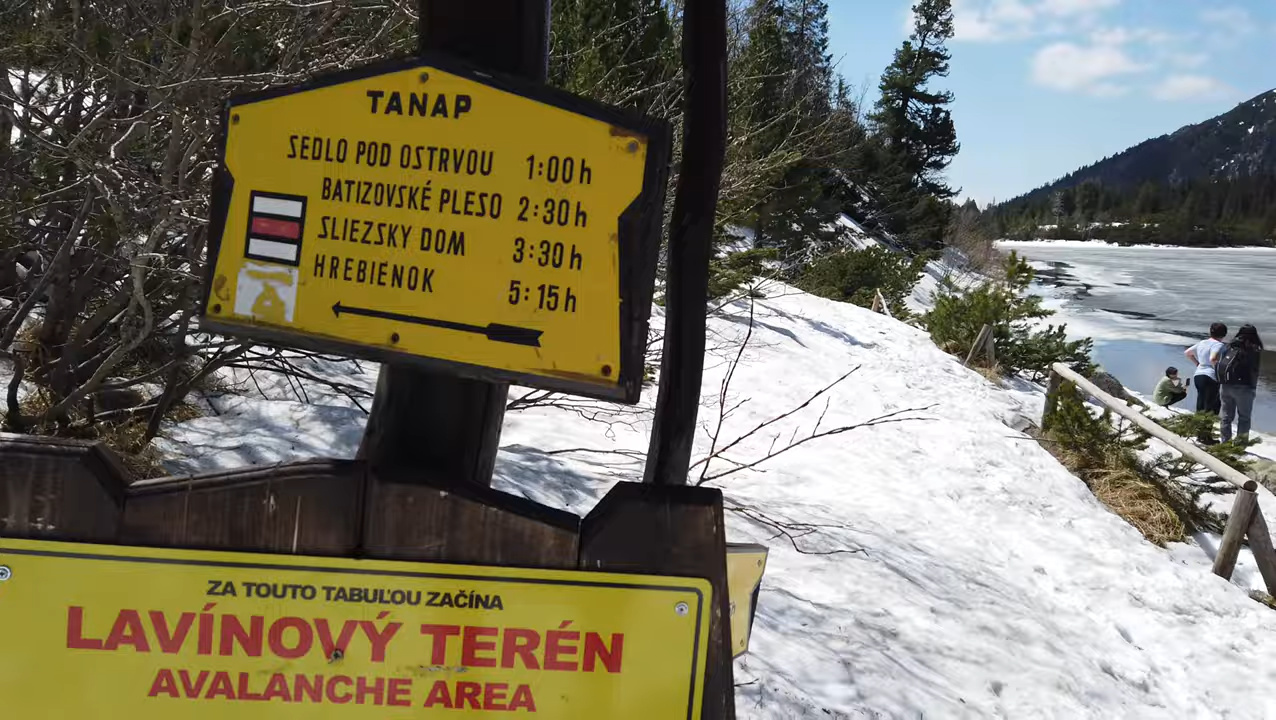 TANAP
SEDLO POD OSTRVOU 1:00 h
BATIZOVSKÉ PLESO 2:30 h
SLIEZSKY DOM 3:30 h
HREBIENOK 5:15 h
ZA TOUTO TABUĽOU ZAČÍNA
LAVÍNOVÝ TERÉN
AVALANCHE AREA